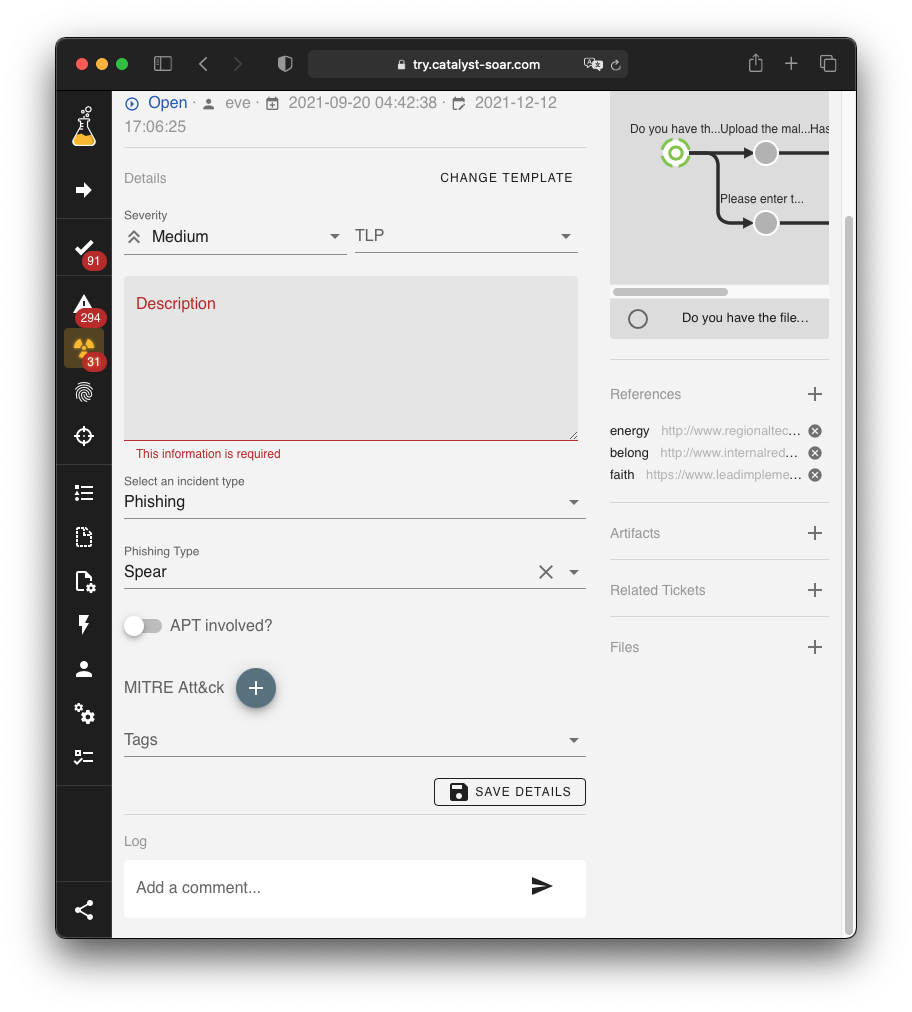 try.catalyst-soar.com
Open · eve · 2021-09-20 04:42:38 · 2021-12-12
17:06:25
Details
CHANGE TEMPLATE
Severity
Medium
TLP
Description
This information is required
Select an incident type
Phishing
Phishing Type
Spear
APT involved?
MITRE Att&ck
Tags
SAVE DETAILS
Log
Add a comment...
91
294
31
Do you have th...Upload the mal...Has
Please enter t...
Do you have the file…
References
energy http://www.regionaltec…
belong http://www.internalred…
faith https://www.leadimpleme…
Artifacts
Related Tickets
Files